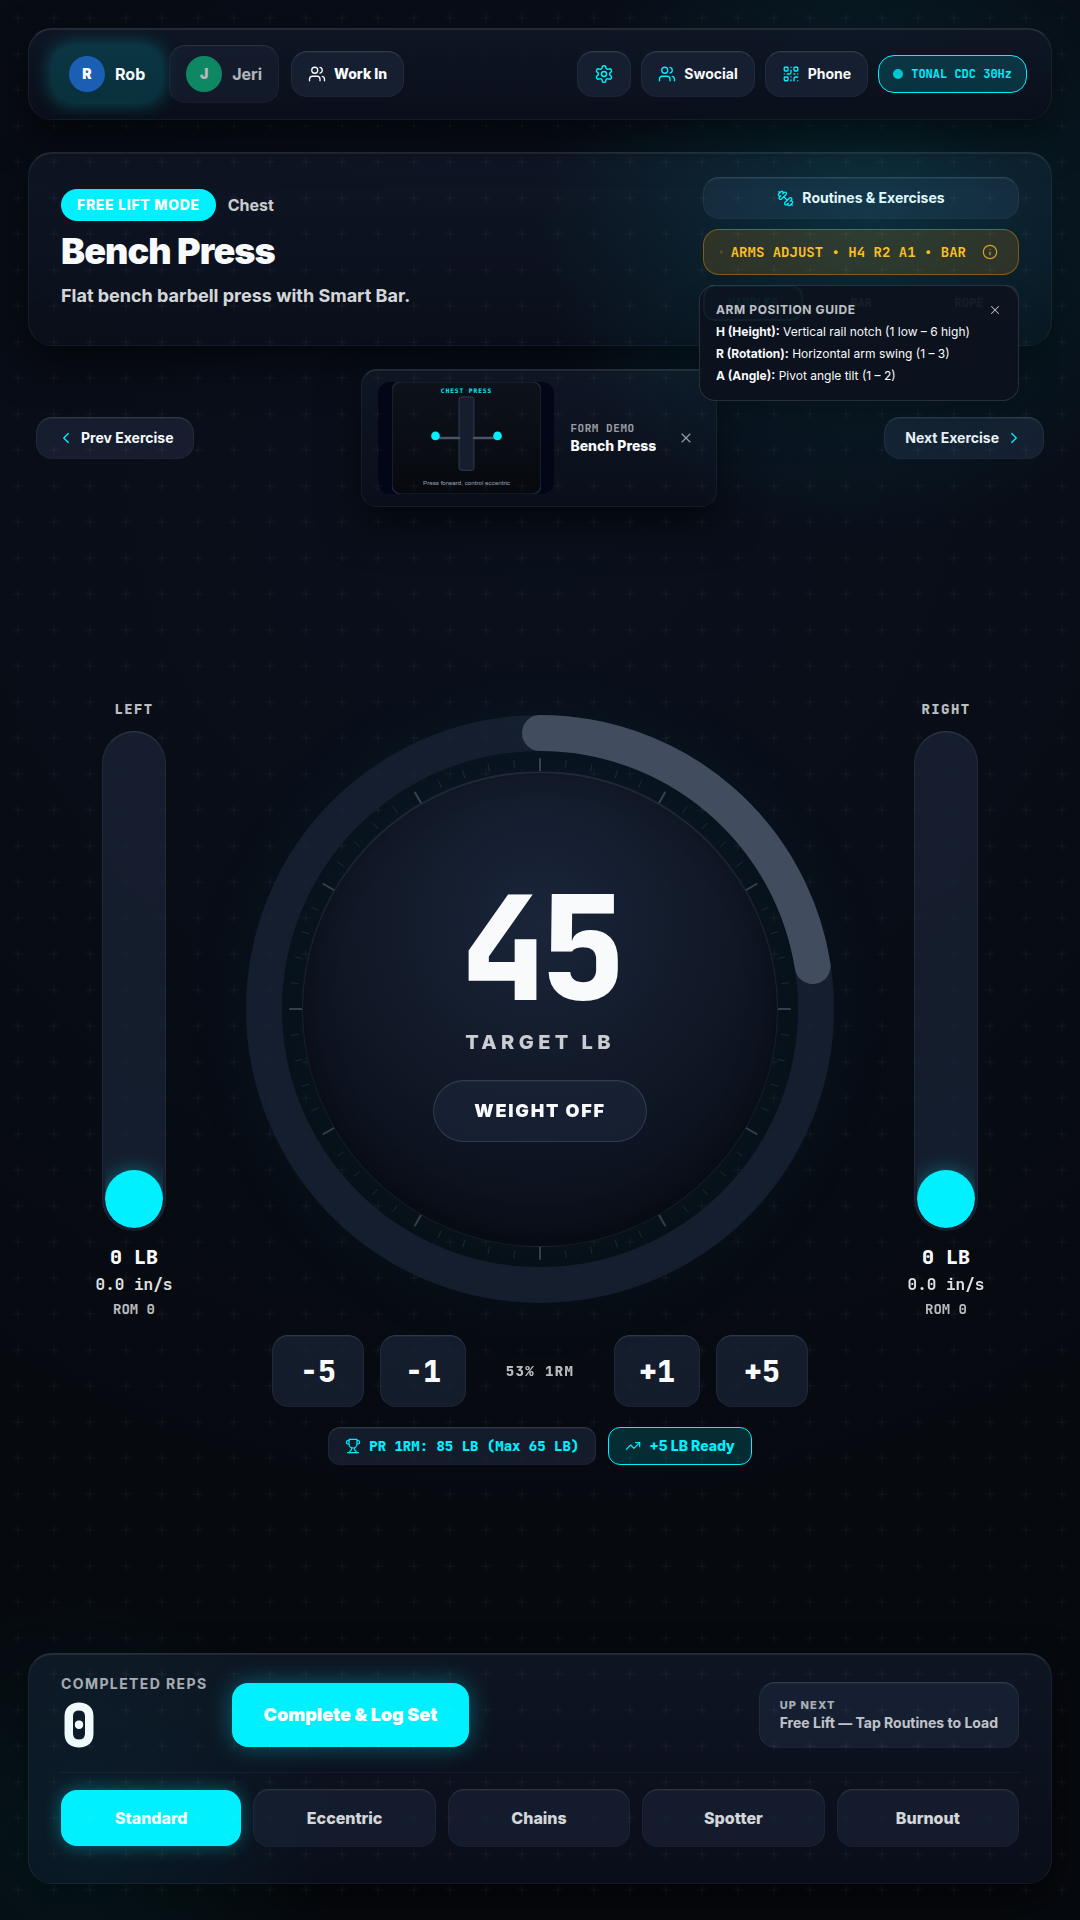 R Rob
J Jeri
Work In
Swocial
Phone
TONAL CDC 30Hz
FREE LIFT MODE
Chest
Bench Press
Flat bench barbell press with Smart Bar.
Routines & Exercises
ARMS ADJUST • H4 R2 A1 • BAR
BAR
ROPE
ARM POSITION GUIDE
H (Height): Vertical rail notch (1 low – 6 high)
R (Rotation): Horizontal arm swing (1 – 3)
A (Angle): Pivot angle tilt (1 – 2)
Prev Exercise
CHEST PRESS
Press forward, control eccentric
FORM DEMO
Bench Press
Next Exercise
LEFT
RIGHT
45
TARGET LB
WEIGHT OFF
0 LB
0.0 in/s
ROM 0
0 LB
0.0 in/s
ROM 0
-5
-1
53% 1RM
+1
+5
PR 1RM: 85 LB (Max 65 LB)
+5 LB Ready
COMPLETED REPS
0
Complete & Log Set
UP NEXT
Free Lift — Tap Routines to Load
Standard
Eccentric
Chains
Spotter
Burnout